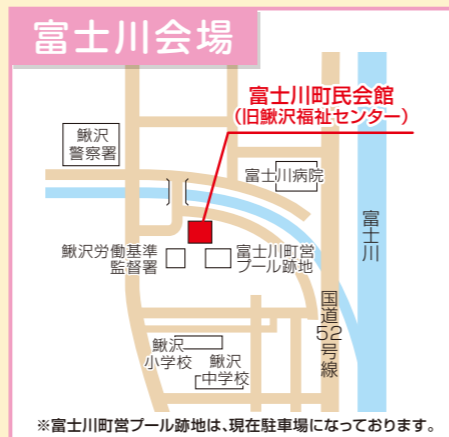 富士川会場
富士川町民会館
(旧鰍沢福祉センター)
鰍沢
警察署
富士川病院
富士川
鰍沢労働基準
監督署
富士川町営
プール跡地
国道52号線
鰍沢
小学校
鰍沢
中学校
※富士川町営プール跡地は、現在駐車場になっております。